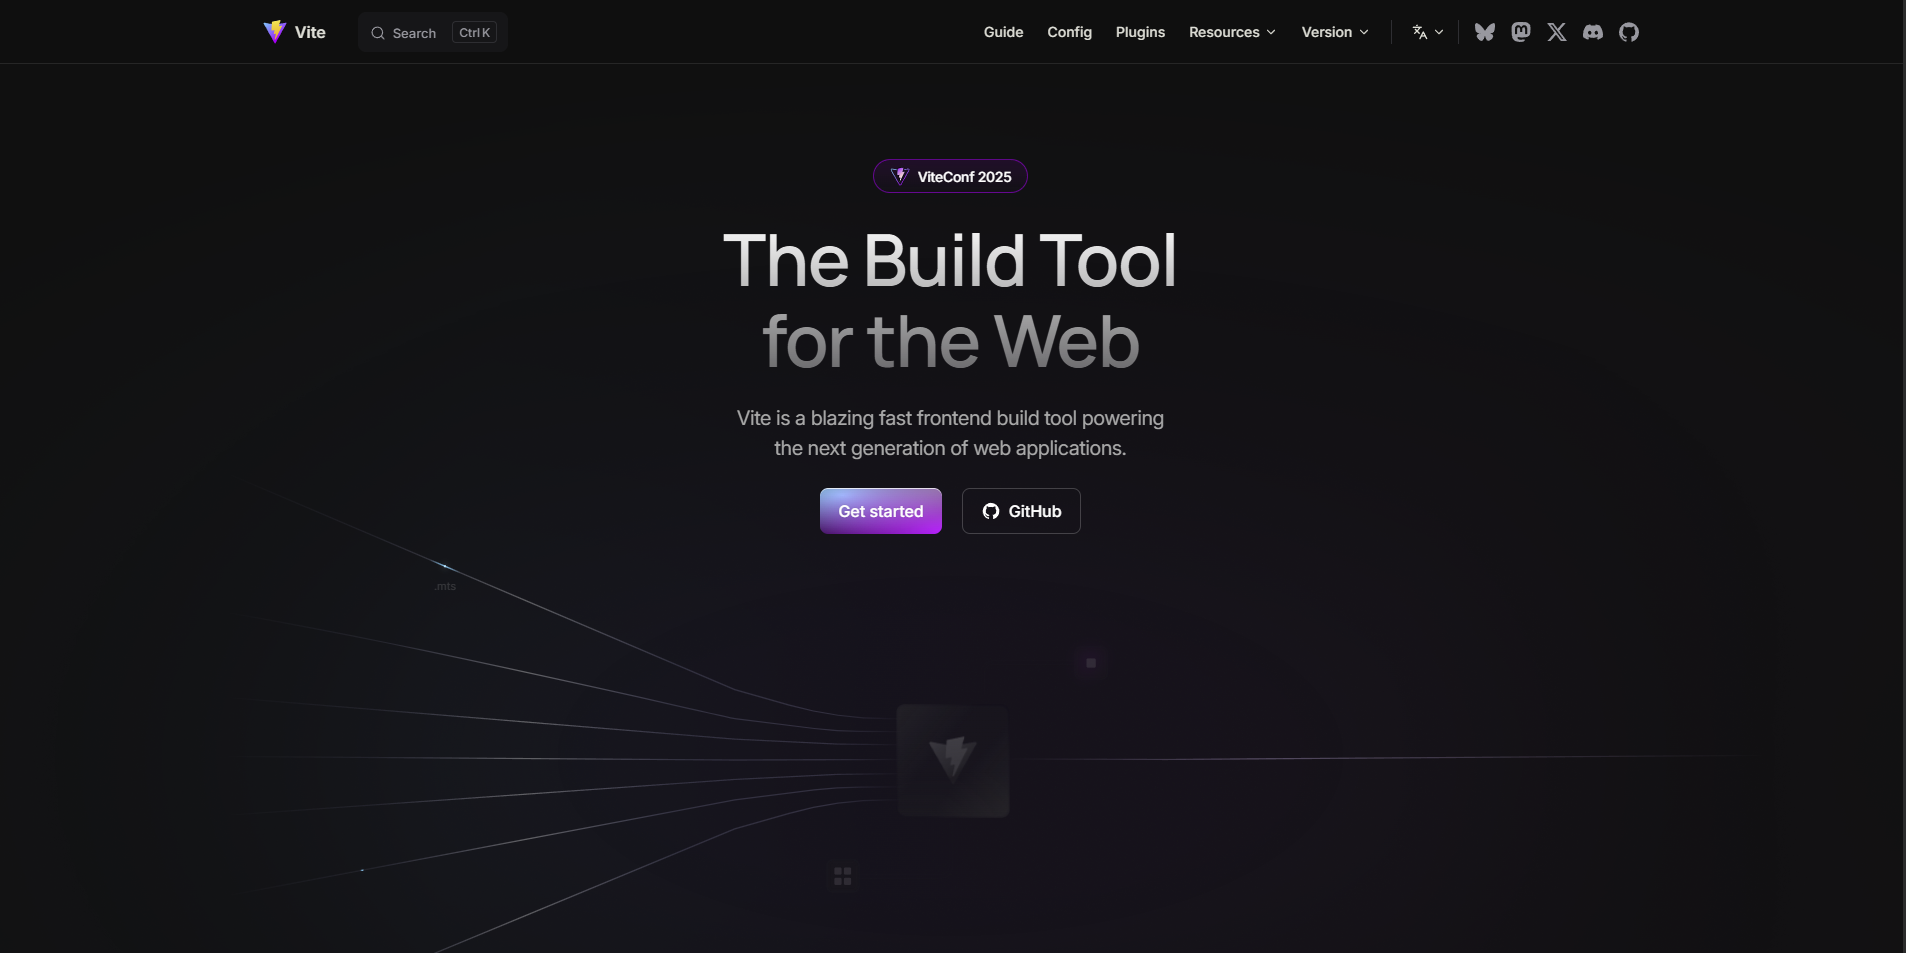 Vite
Search
Ctrl K
Guide
Config
Plugins
Resources
Version
ViteConf 2025
The Build Tool
for the Web
Vite is a blazing fast frontend build tool powering
the next generation of web applications.
Get started
GitHub
.mts